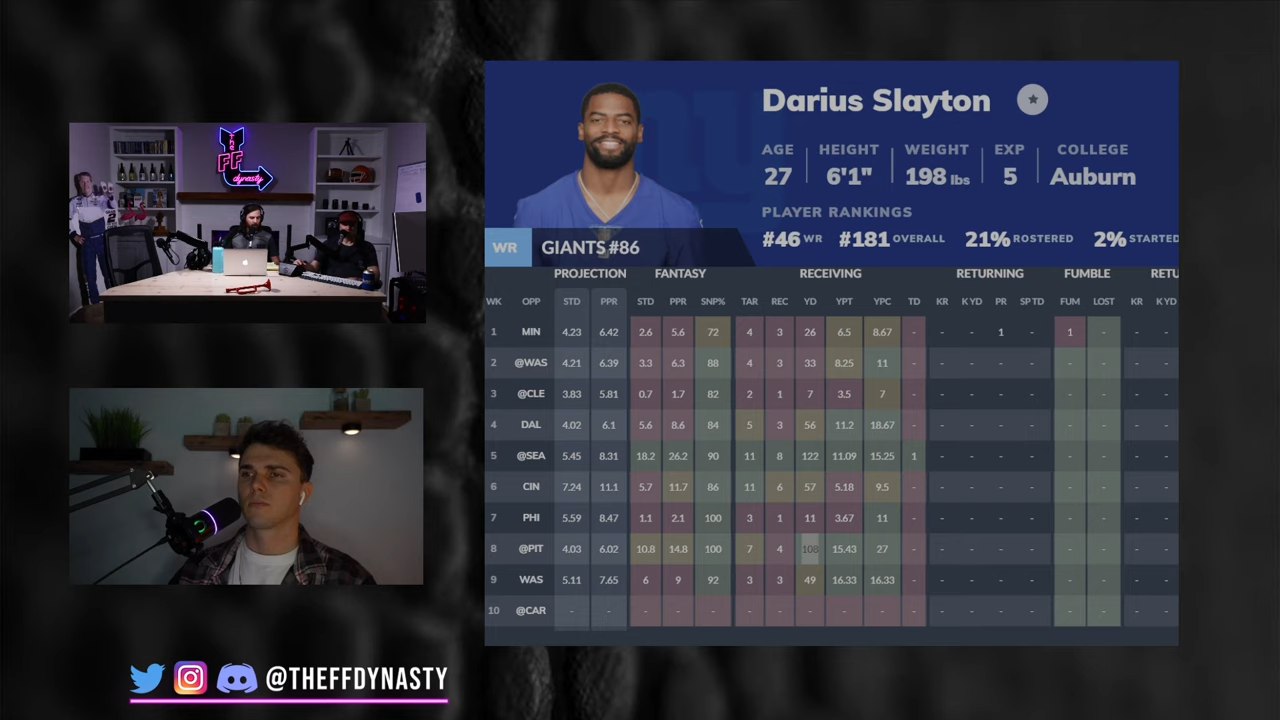 The
FF
dynasty
Darius Slayton
AGE HEIGHT WEIGHT EXP COLLEGE
27 6'1" 198 lbs 5 Auburn
PLAYER RANKINGS
#46 WR #181 OVERALL 21% ROSTERED 2% STARTED
WR GIANTS #86
PROJECTION FANTASY RECEIVING RETURNING FUMBLE RETU
WK OPP STD PPR STD PPR SNP% TAR REC YD YPT YPC TD KR K YD PR SP TD FUM LOST KR K YD
1 MIN 4.23 6.42 2.6 5.6 72 4 3 26 6.5 8.67 - - - 1 - 1 - - -
2 @WAS 4.21 6.39 3.3 6.3 88 4 3 33 8.25 11 - - - - - - - - -
3 @CLE 3.83 5.81 0.7 1.7 82 2 1 7 3.5 7 - - - - - - - - -
4 DAL 4.02 6.1 5.6 8.6 84 5 3 56 11.2 18.67 - - - - - - - - -
5 @SEA 5.45 8.31 18.2 26.2 90 11 8 122 11.09 15.25 1 - - - - - - - -
6 CIN 7.24 11.1 5.7 11.7 86 11 6 57 5.18 9.5 - - - - - - - - -
7 PHI 5.59 8.47 1.1 2.1 100 3 1 11 3.67 11 - - - - - - - - -
8 @PIT 4.03 6.02 10.8 14.8 100 7 4 108 15.43 27 - - - - - - - - -
9 WAS 5.11 7.65 6 9 92 3 3 49 16.33 16.33 - - - - - - - - -
10 @CAR - - - - - - - - - - - - - - - - - - -
@THEFFDYNASTY